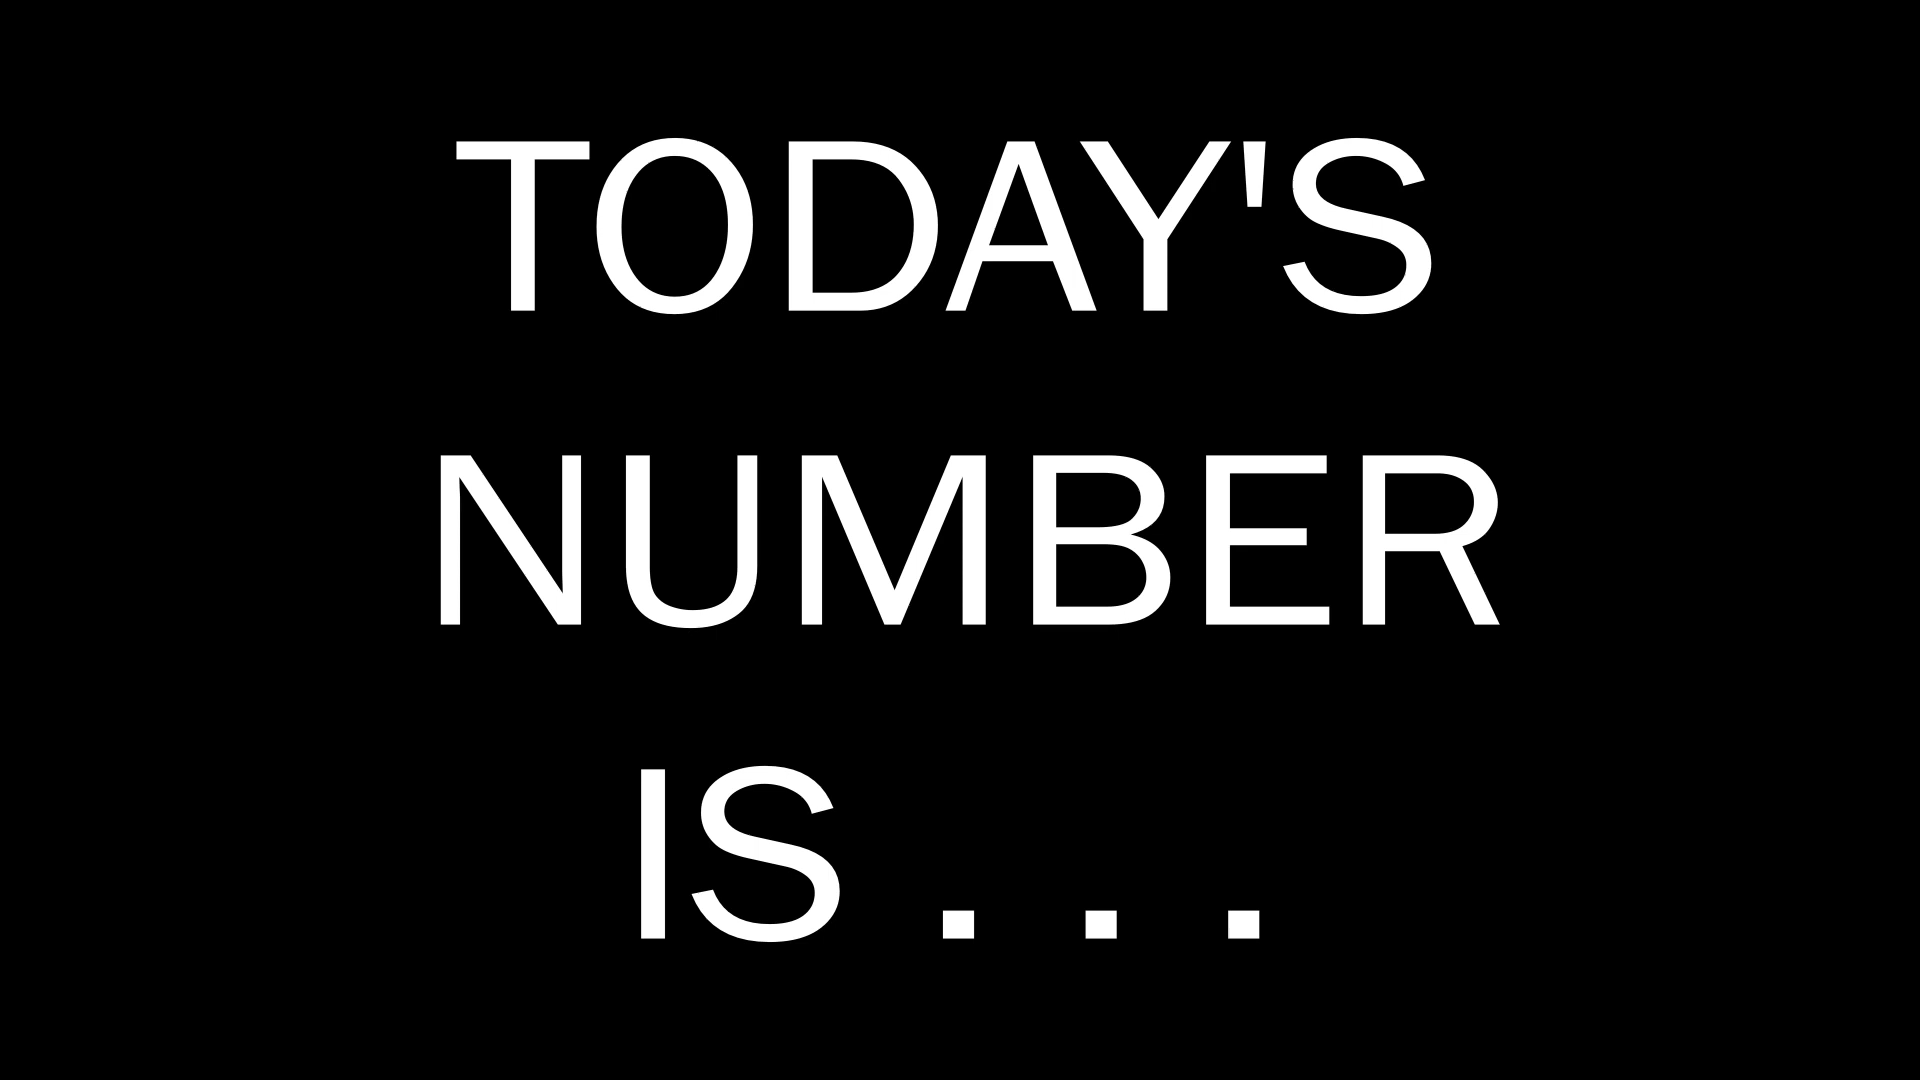 TODAY'S
NUMBER
IS . . .